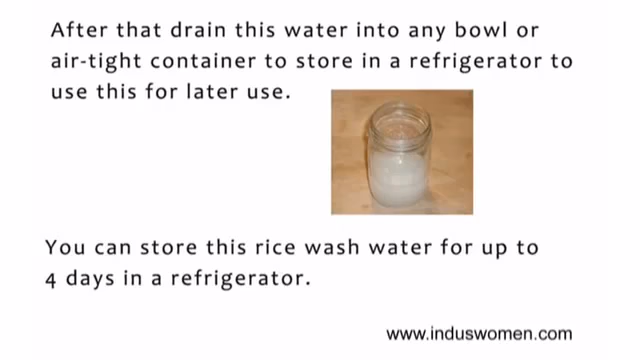 After that drain this water into any bowl or
air-tight container to store in a refrigerator to
use this for later use.
You can store this rice wash water for up to
4 days in a refrigerator.
www.induswomen.com